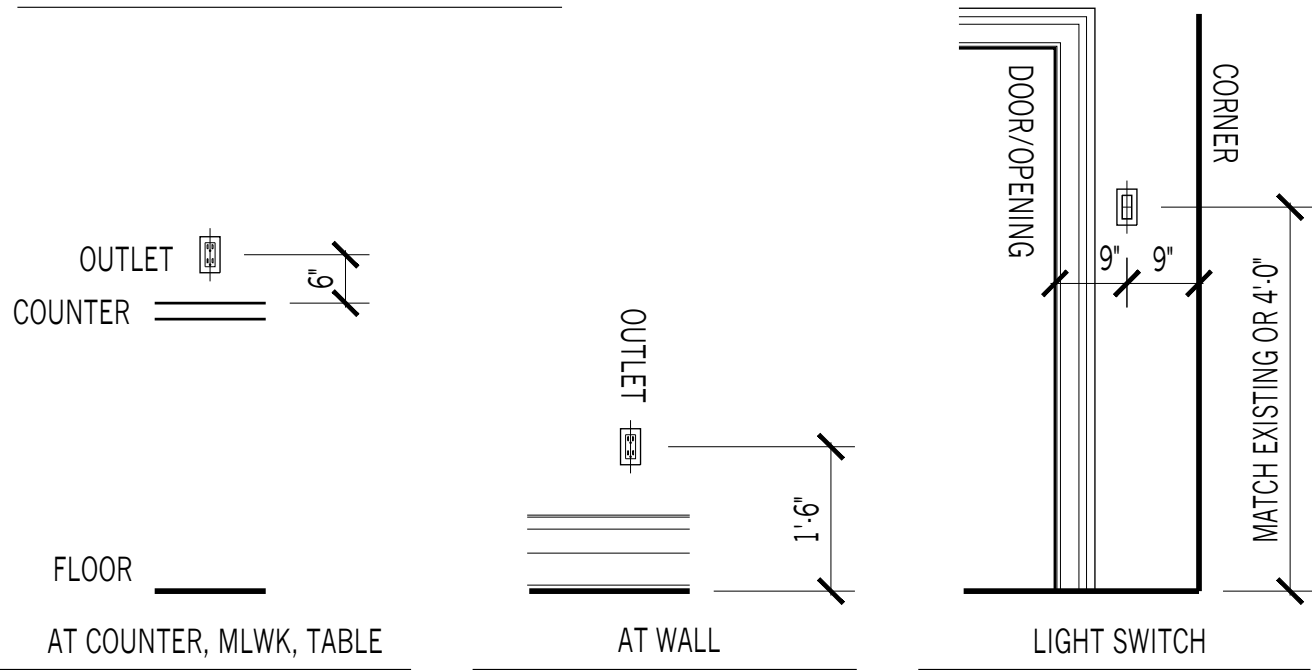 OUTLET
6"
COUNTER
FLOOR
AT COUNTER, MLWK, TABLE
OUTLET
1'-6"
AT WALL
DOOR/OPENING
CORNER
9" 9"
MATCH EXISTING OR 4'-0"
LIGHT SWITCH